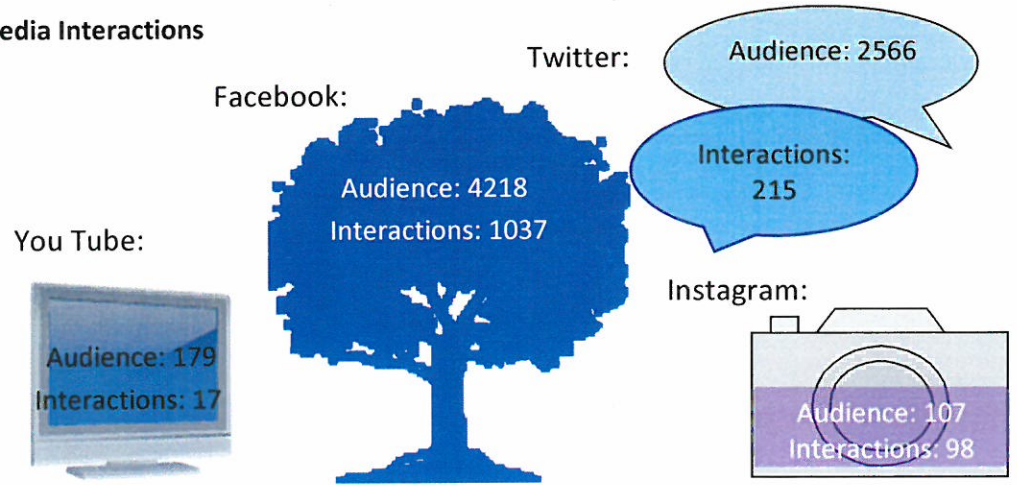 edia Interactions
Twitter:
Audience: 2566
Interactions:
215
Facebook:
Audience: 4218
Interactions: 1037
You Tube:
Audience: 179
Interactions: 17
Instagram:
Audience: 107
Interactions: 98